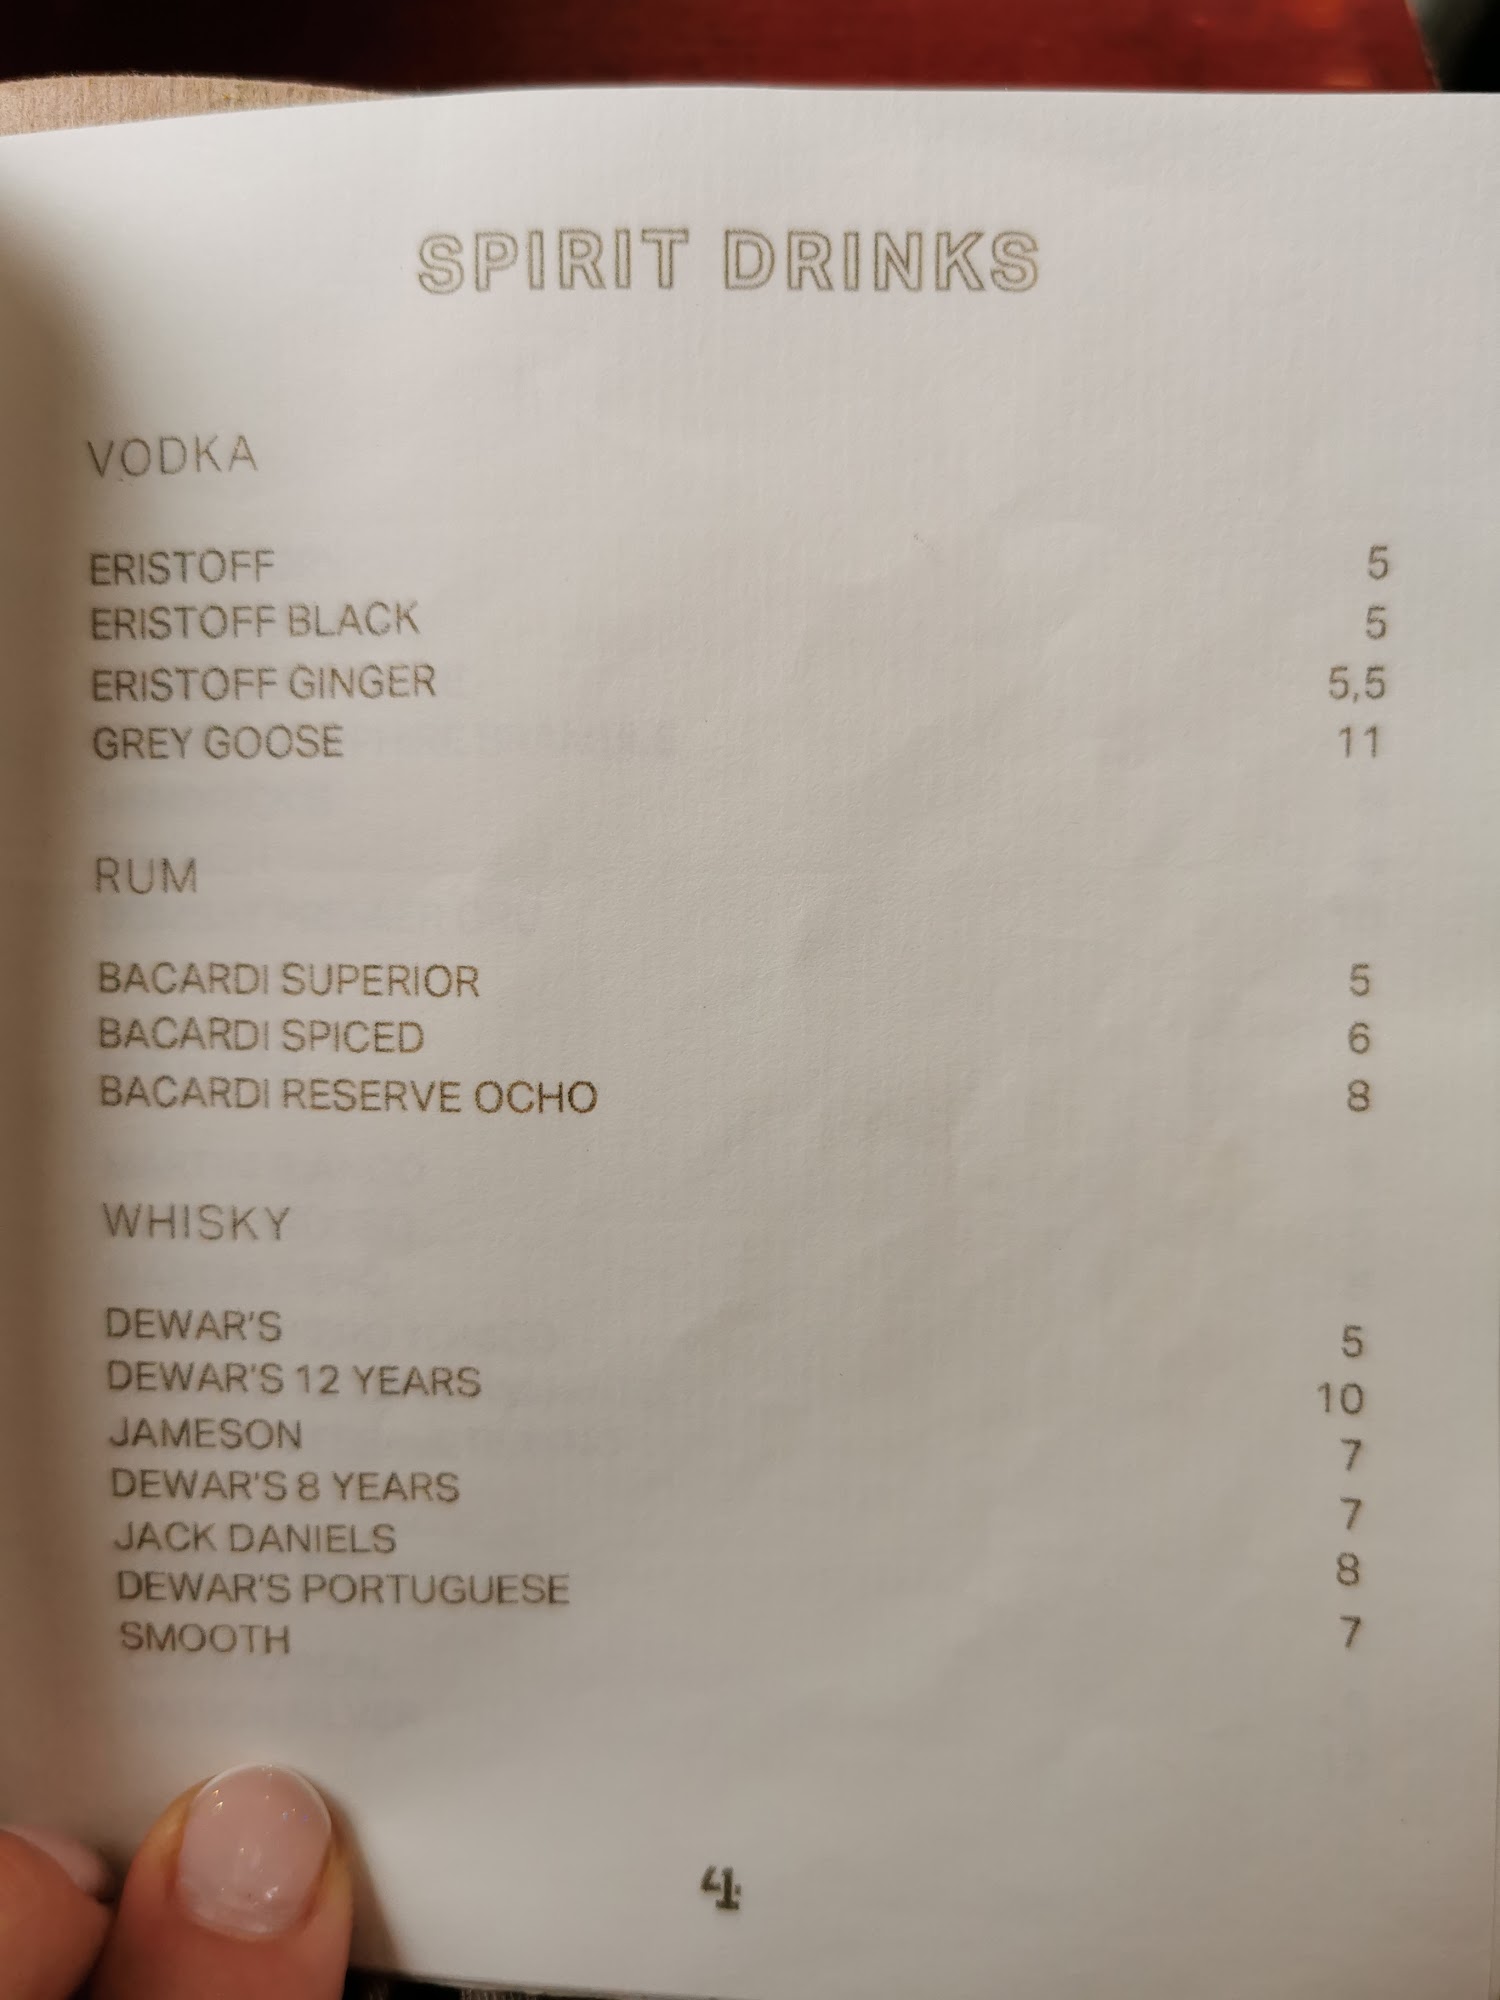 SPIRIT DRINKS
VODKA
ERISTOFF 5
ERISTOFF BLACK 5
ERISTOFF GINGER 5,5
GREY GOOSE 11
RUM
BACARDI SUPERIOR 5
BACARDI SPICED 6
BACARDI RESERVE OCHO 8
WHISKY
DEWAR'S 5
DEWAR'S 12 YEARS 10
JAMESON 7
DEWAR'S 8 YEARS 7
JACK DANIELS 8
DEWAR'S PORTUGUESE 7
SMOOTH
4